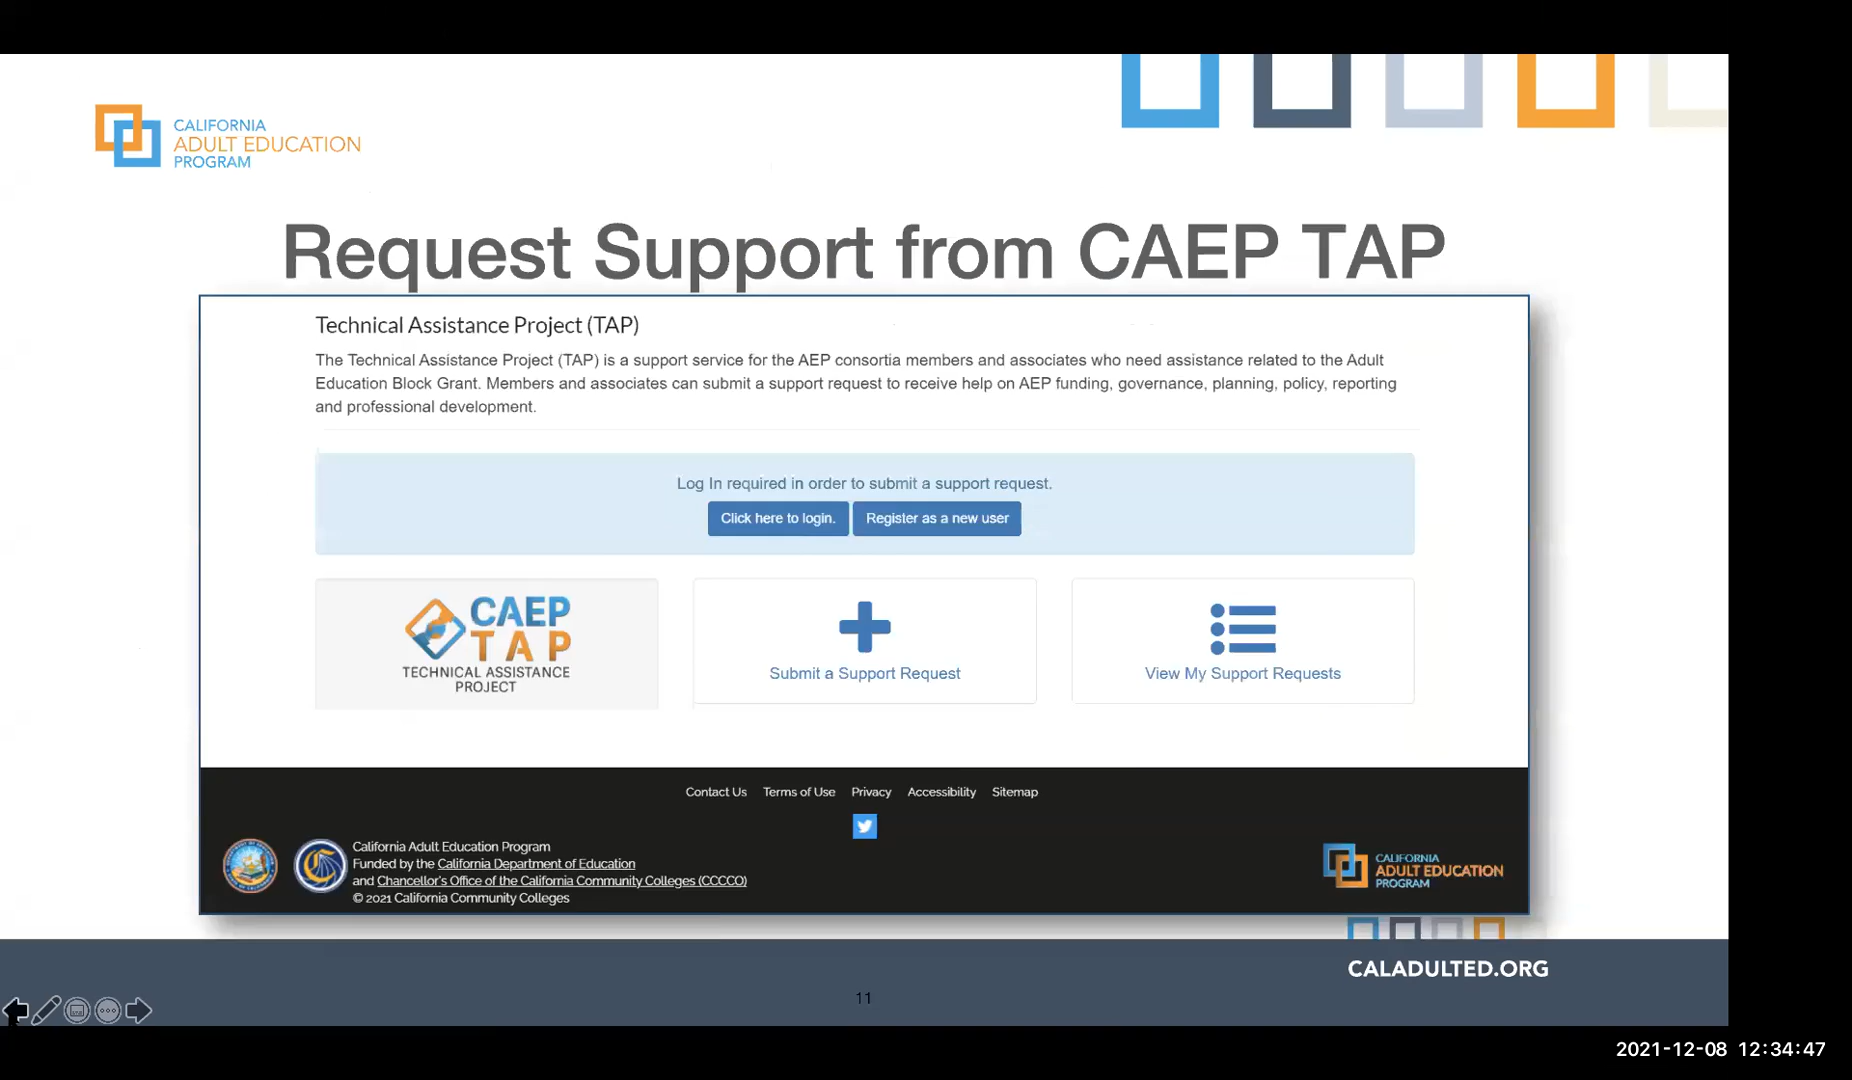 CALIFORNIA
ADULT EDUCATION
PROGRAM
Request Support from CAEP TAP
Technical Assistance Project (TAP)
The Technical Assistance Project (TAP) is a support service for the AEP consortia members and associates who need assistance related to the Adult
Education Block Grant. Members and associates can submit a support request to receive help on AEP funding, governance, planning, policy, reporting
and professional development.
Log In required in order to submit a support request.
Click here to login. Register as a new user
CAEP
TAP
TECHNICAL ASSISTANCE
PROJECT
Submit a Support Request
View My Support Requests
Contact Us Terms of Use Privacy Accessibility Sitemap
California Adult Education Program
Funded by the California Department of Education
and Chancellor's Office of the California Community Colleges (CCCCO)
© 2021 California Community Colleges
CALIFORNIA
ADULT EDUCATION
PROGRAM
CALADULTED.ORG
11
2021-12-08 12:34:47